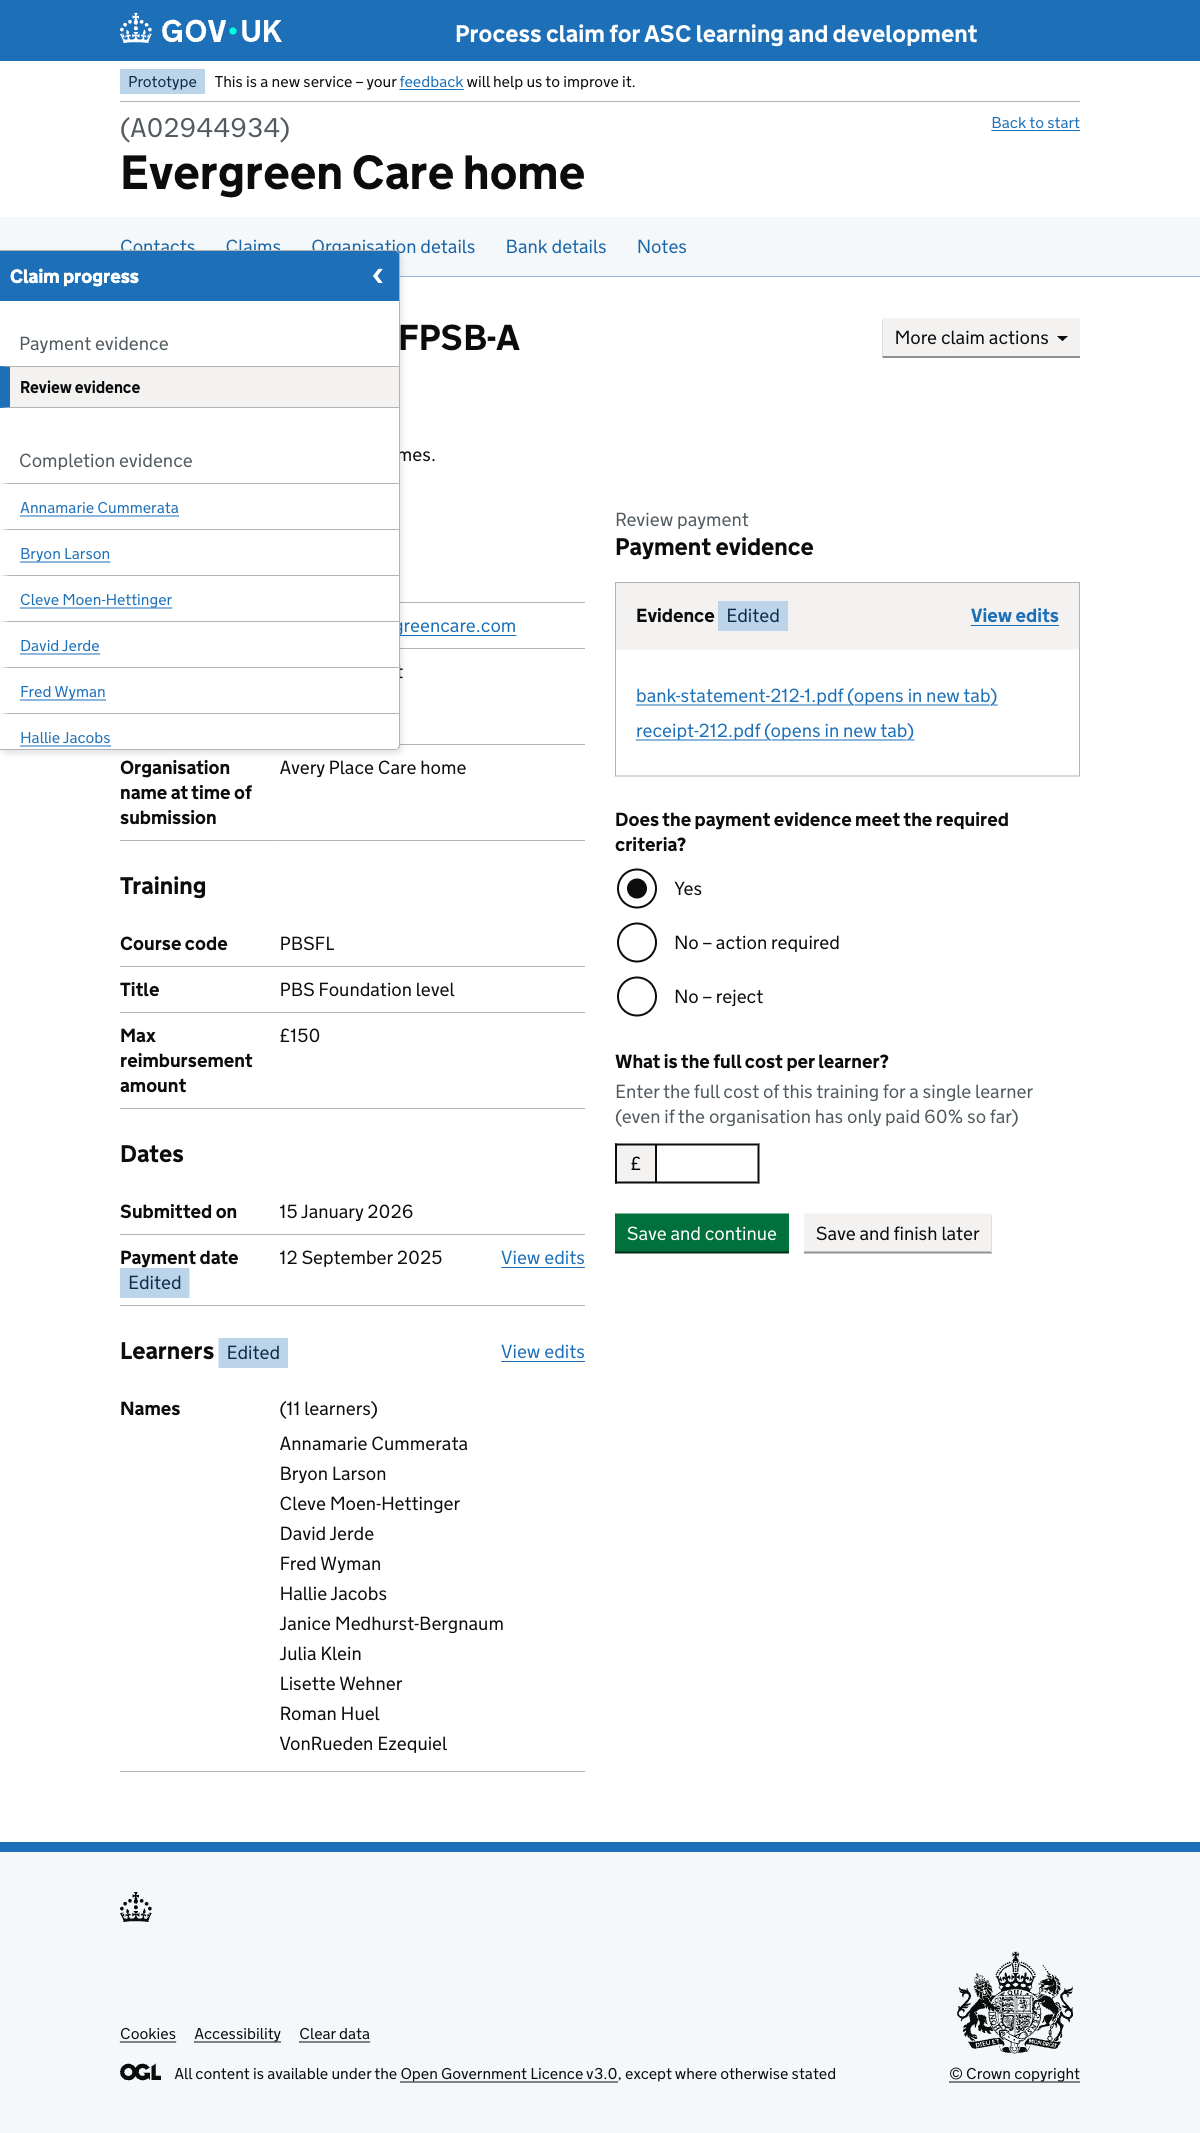 GOV·UK
Process claim for ASC learning and development
Prototype This is a new service – your feedback will help us to improve it.
(A02944934)
Back to start
Evergreen Care home
Contacts Claims Organisation details Bank details Notes
Claim progress
Payment evidence
Review evidence
Completion evidence
Annamarie Cummerata
Bryon Larson
Cleve Moen-Hettinger
David Jerde
Fred Wyman
Hallie Jacobs
FPSB-A
More claim actions
mes.
greencare.com
Organisation name at time of submission Avery Place Care home
Training
Course code PBSFL
Title PBS Foundation level
Max reimbursement amount £150
Dates
Submitted on 15 January 2026
Payment date Edited 12 September 2025 View edits
Learners Edited View edits
Names (11 learners)
Annamarie Cummerata
Bryon Larson
Cleve Moen-Hettinger
David Jerde
Fred Wyman
Hallie Jacobs
Janice Medhurst-Bergnaum
Julia Klein
Lisette Wehner
Roman Huel
VonRueden Ezequiel
Review payment
Payment evidence
Evidence Edited View edits
bank-statement-212-1.pdf (opens in new tab)
receipt-212.pdf (opens in new tab)
Does the payment evidence meet the required
criteria?
Yes
No – action required
No – reject
What is the full cost per learner?
Enter the full cost of this training for a single learner
(even if the organisation has only paid 60% so far)
£
Save and continue Save and finish later
Cookies Accessibility Clear data
OGL All content is available under the Open Government Licence v3.0, except where otherwise stated
© Crown copyright